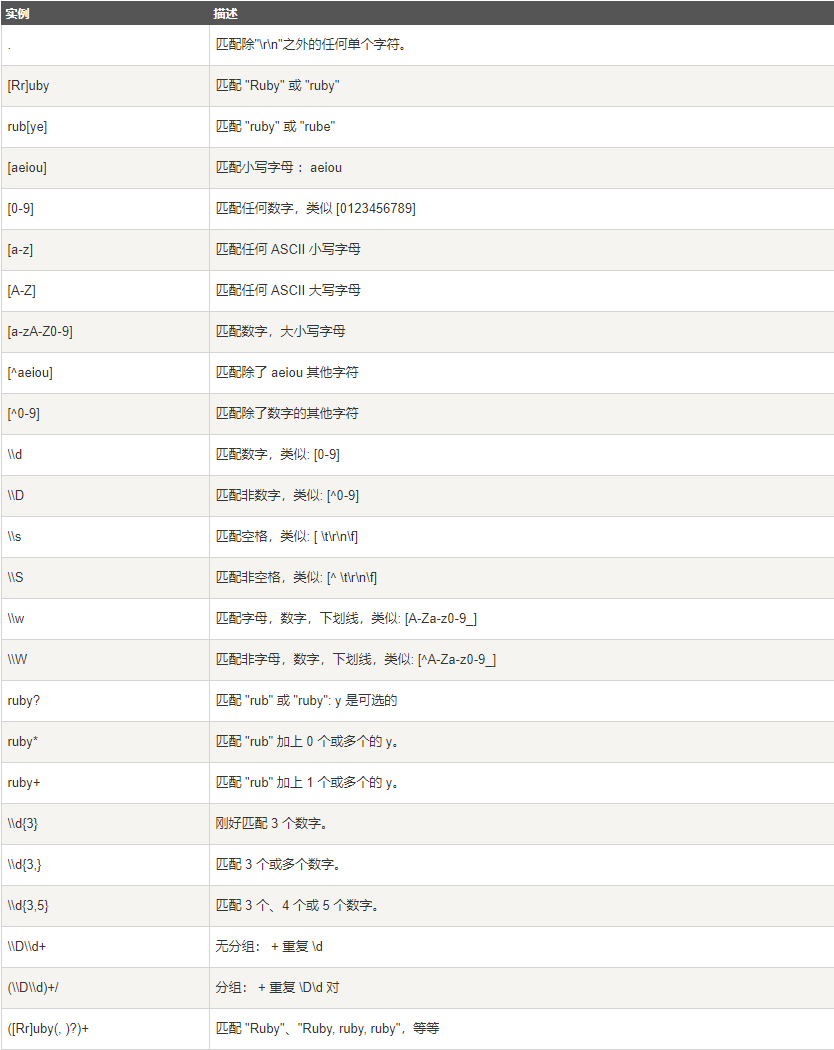 实例 描述
. 匹配除"\r\n"之外的任何单个字符。
[Rr]uby 匹配 "Ruby" 或 "ruby"
rub[ye] 匹配 "ruby" 或 "rube"
[aeiou] 匹配小写字母 ：aeiou
[0-9] 匹配任何数字，类似 [0123456789]
[a-z] 匹配任何 ASCII 小写字母
[A-Z] 匹配任何 ASCII 大写字母
[a-zA-Z0-9] 匹配数字，大小写字母
[^aeiou] 匹配除了 aeiou 其他字符
[^0-9] 匹配除了数字的其他字符
\\d 匹配数字，类似: [0-9]
\\D 匹配非数字，类似: [^0-9]
\\s 匹配空格，类似: [ \t\r\n\f]
\\S 匹配非空格，类似: [^ \t\r\n\f]
\\w 匹配字母，数字，下划线，类似: [A-Za-z0-9_]
\\W 匹配非字母，数字，下划线，类似: [^A-Za-z0-9_]
ruby? 匹配 "rub" 或 "ruby": y 是可选的
ruby* 匹配 "rub" 加上 0 个或多个的 y。
ruby+ 匹配 "rub" 加上 1 个或多个的 y。
\\d{3} 刚好匹配 3 个数字。
\\d{3,} 匹配 3 个或多个数字。
\\d{3,5} 匹配 3 个、4 个或 5 个数字。
\\D\\d+ 无分组： + 重复 \d
(\\D\\d)+/ 分组： + 重复 \D\d 对
([Rr]uby(, )?)+ 匹配 "Ruby"、"Ruby, ruby, ruby"，等等